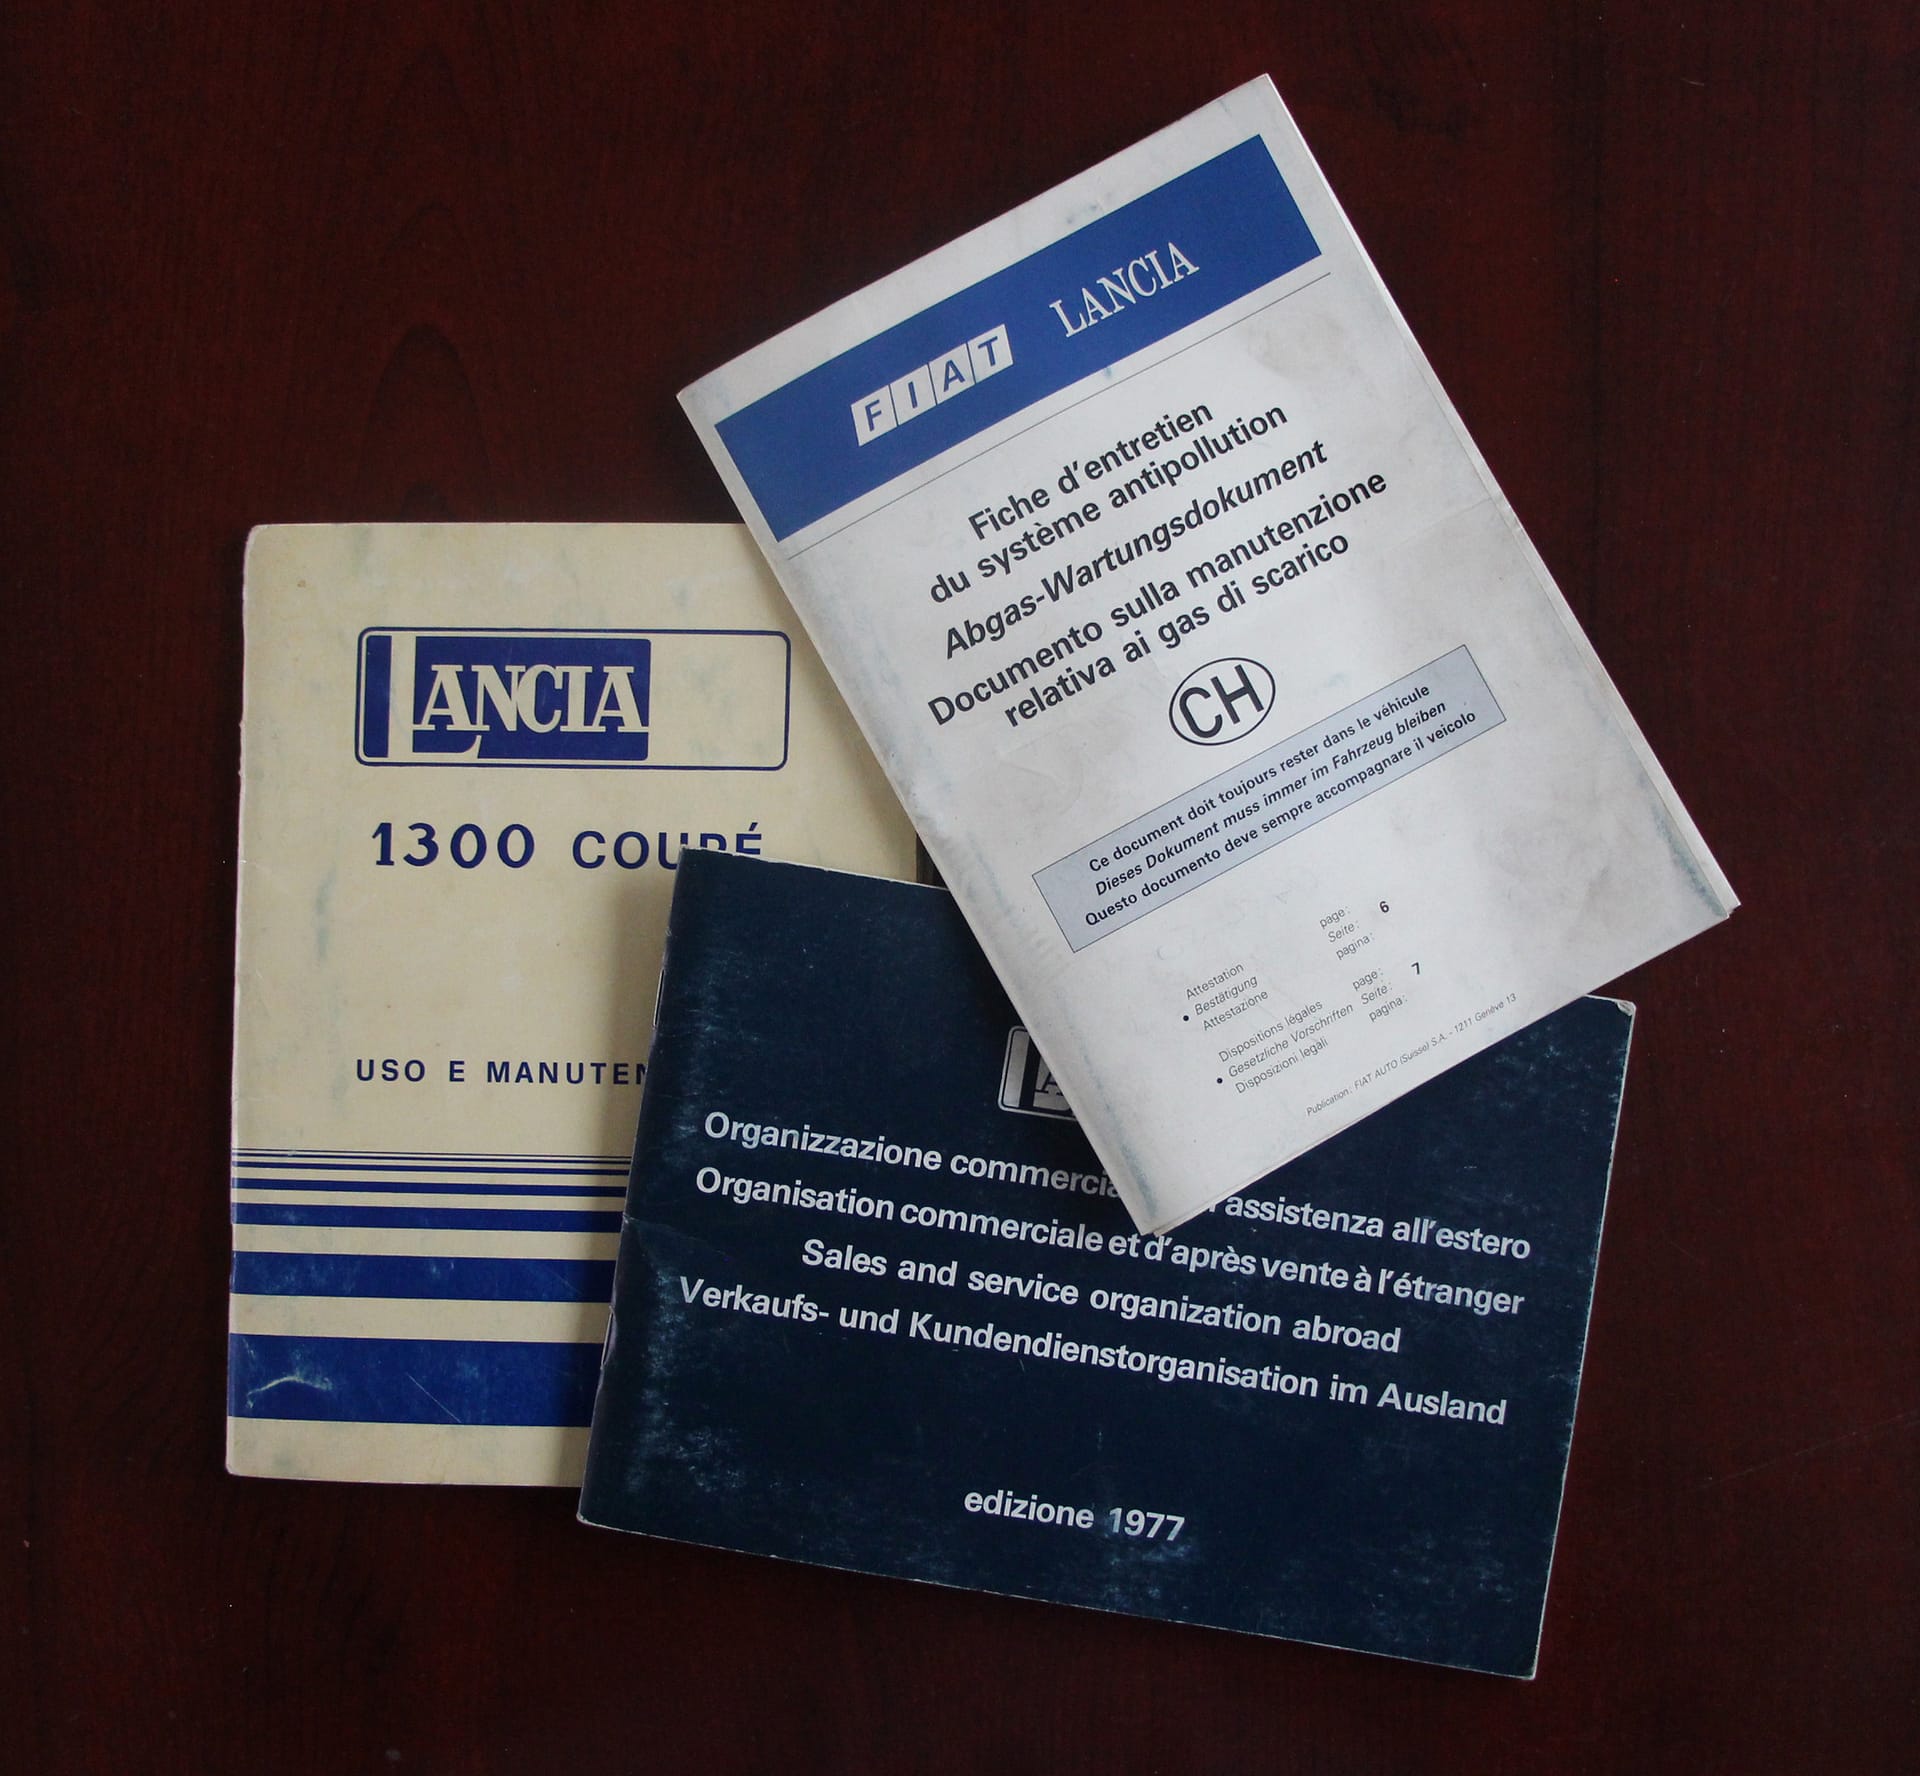 FIAT LANCIA
Fiche d'entretien
du système antipollution
Abgas-Wartungsdokument
Documento sulla manutenzione
relativa ai gas di scarico
CH
Ce document doit toujours rester dans le véhicule
Dieses Dokument muss immer im Fahrzeug bleiben
Questo documento deve sempre accompagnare il veicolo
Attestation page:
• Bestätigung Seite: 6
Attestazione pagina:
Dispositions légales page:
• Gesetzliche Vorschriften Seite: 7
Disposizioni legali pagina:
Publication: FIAT AUTO (Suisse) S.A. - 1211 Genève 13
LANCIA
1300 COUPÉ
USO E MANUTEN
Organizzazione commercia assistenza all'estero
Organisation commerciale et d'après vente à l'étranger
Sales and service organization abroad
Verkaufs- und Kundendienstorganisation im Ausland
edizione 1977